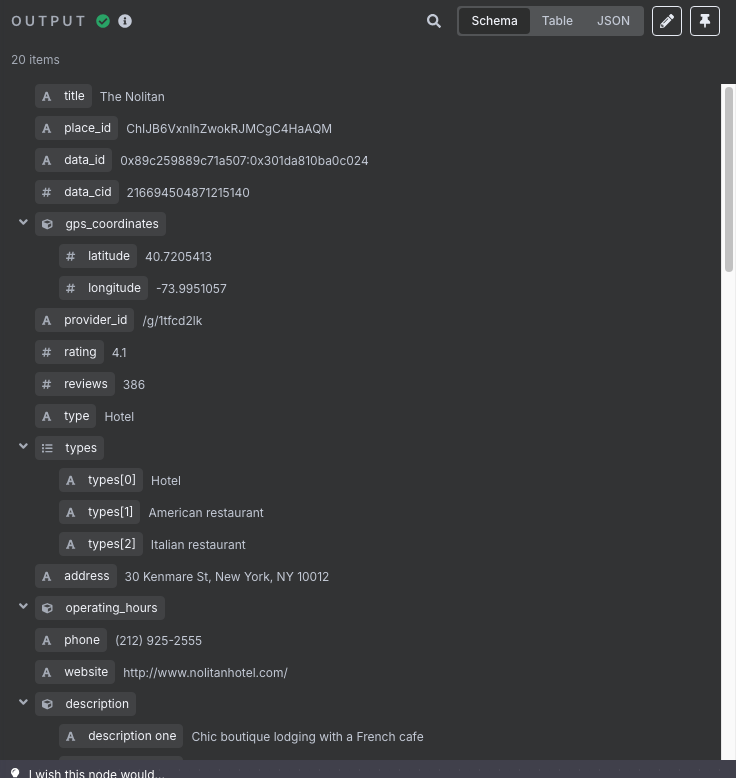 OUTPUT
Schema Table JSON
20 items
A title The Nolitan
A place_id ChIJB6VxnIhZwokRJMCgC4HaAQM
A data_id 0x89c259889c71a507:0x301da810ba0c024
# data_cid 216694504871215140
gps_coordinates
# latitude 40.7205413
# longitude -73.9951057
A provider_id /g/1tfcd2lk
# rating 4.1
# reviews 386
A type Hotel
types
A types[0] Hotel
A types[1] American restaurant
A types[2] Italian restaurant
A address 30 Kenmare St, New York, NY 10012
operating_hours
A phone (212) 925-2555
A website http://www.nolitanhotel.com/
description
A description one Chic boutique lodging with a French cafe
I wish this node would...